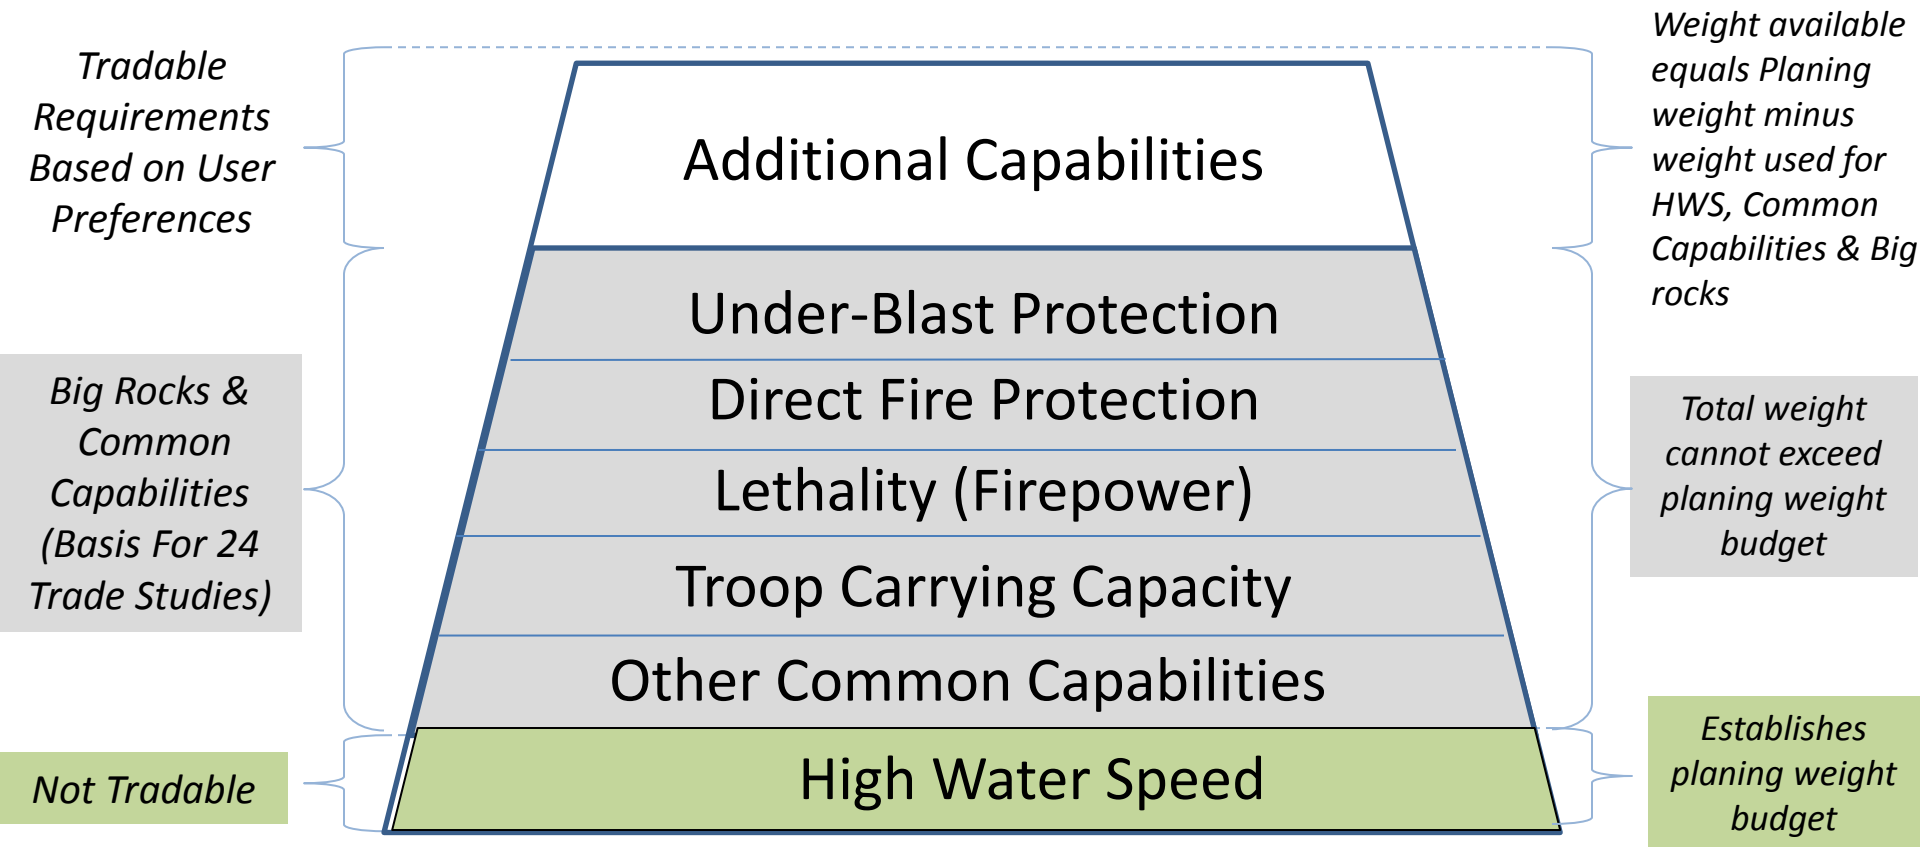 Tradable
Requirements
Based on User
Preferences
Big Rocks &
Common
Capabilities
(Basis For 24
Trade Studies)
Not Tradable
Additional Capabilities
Under-Blast Protection
Direct Fire Protection
Lethality (Firepower)
Troop Carrying Capacity
Other Common Capabilities
High Water Speed
Weight available
equals Planing
weight minus
weight used for
HWS, Common
Capabilities & Big
rocks
Total weight
cannot exceed
planing weight
budget
Establishes
planing weight
budget